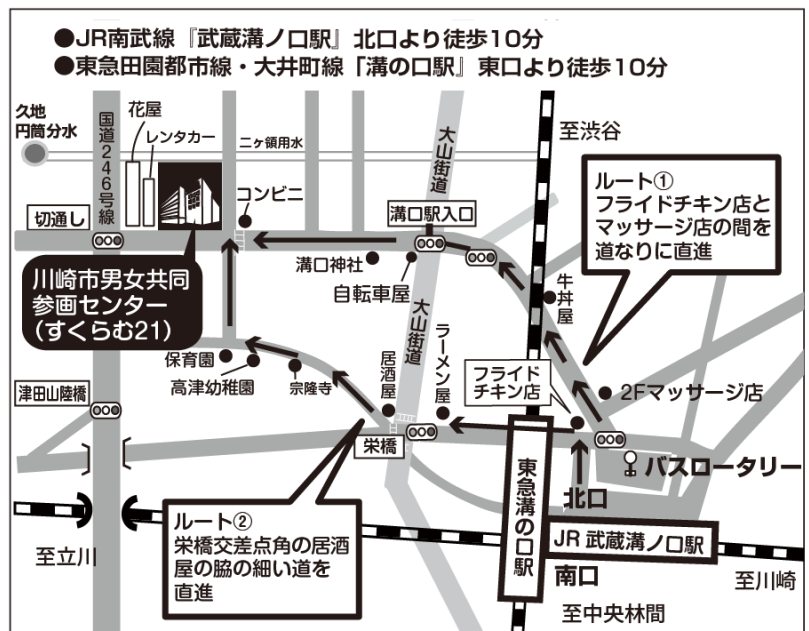 ●JR南武線『武蔵溝ノ口駅』北口より徒歩10分
●東急田園都市線・大井町線「溝の口駅』東口より徒歩10分
久地
円筒分水
国道246号線
花屋
レンタカー
ニヶ領用水
大山街道
至渋谷
コンビニ
切通し
溝口駅入口
ルート①
フライドチキン店と
マッサージ店の間を
道なりに直進
川崎市男女共同
参画センター
(すくらむ21)
溝口神社
自転車屋
牛丼屋
大山街道
保育園
高津幼稚園
宗隆寺
居酒屋
ラーメン屋
フライド
チキン店
2Fマッサージ店
津田山陸橋
栄橋
バスロータリー
北口
東急溝の口駅
ルート②
栄橋交差点角の居酒
屋の脇の細い道を
直進
JR 武蔵溝ノ口駅
南口
至立川
至川崎
至中央林間